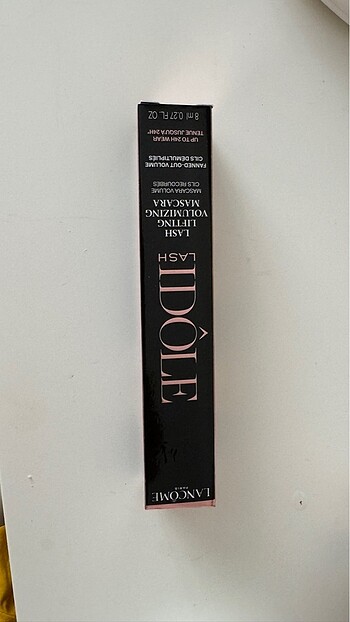 LANCÔME
PARIS
LASH IDÔLE
LASH
LIFTING
VOLUMIZING
MASCARA
MASCARA VOLUME
CILS RECOURBÉS
FANNED-OUT VOLUME
CILS DÉMULTIPLIÉS
UP TO 24H WEAR
TENUE JUSQU'À 24H*
8 ml 0.27 FL. OZ.